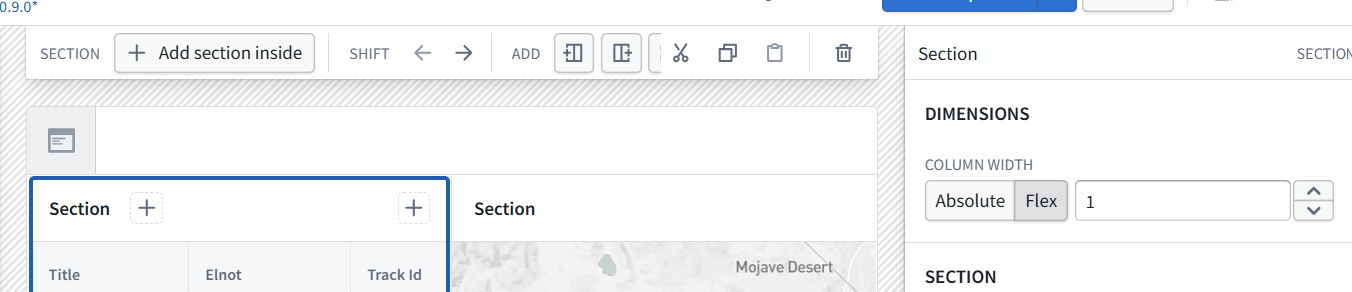 0.9.0*
SECTION Add section inside SHIFT ADD
Section SECTION
DIMENSIONS
COLUMN WIDTH
Absolute Flex 1
Section Section
Title Elnot Track Id
Mojave Desert
SECTION